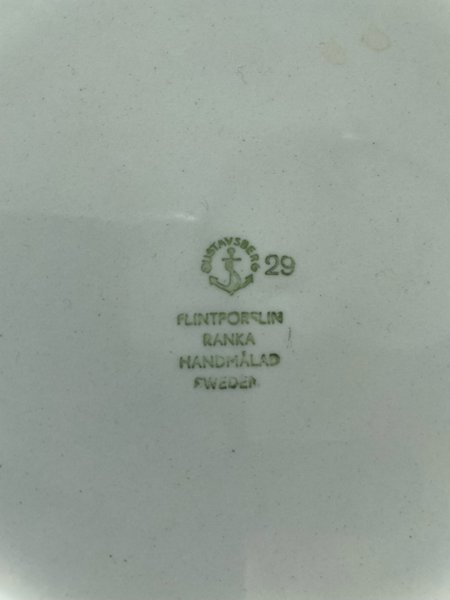 GUSTAVSBERG
29
FLINTPORSLIN
RANKA
HANDMÅLAD
SWEDEN